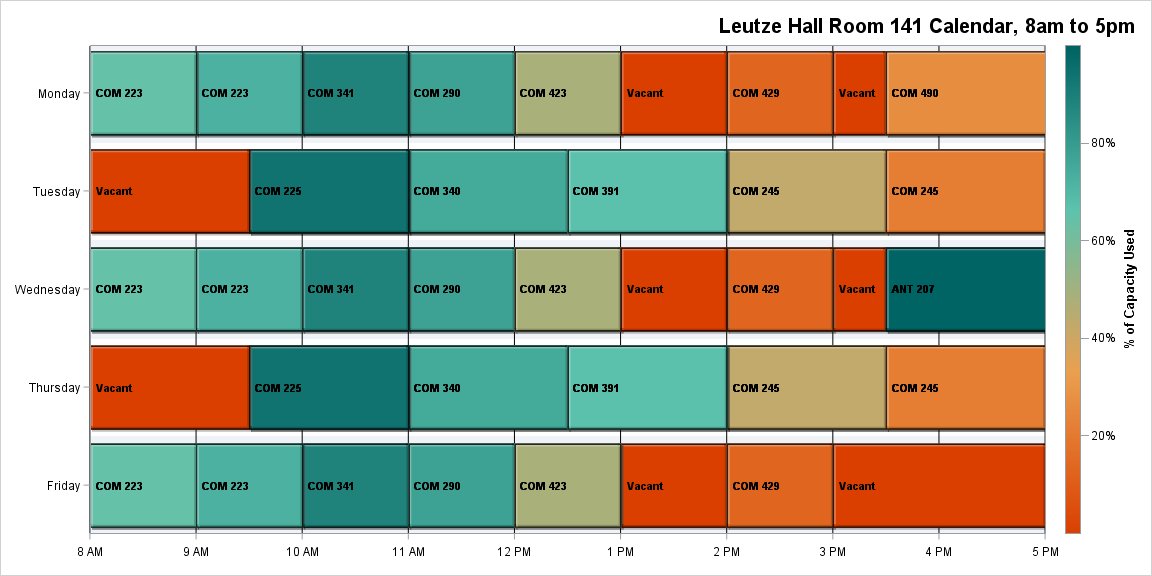 Leutze Hall Room 141 Calendar, 8am to 5pm
Monday
COM 223
COM 223
COM 341
COM 290
COM 423
Vacant
COM 429
Vacant
COM 490
Tuesday
Vacant
COM 225
COM 340
COM 391
COM 245
COM 245
Wednesday
COM 223
COM 223
COM 341
COM 290
COM 423
Vacant
COM 429
Vacant
ANT 207
Thursday
Vacant
COM 225
COM 340
COM 391
COM 245
COM 245
Friday
COM 223
COM 223
COM 341
COM 290
COM 423
Vacant
COM 429
Vacant
8 AM
9 AM
10 AM
11 AM
12 PM
1 PM
2 PM
3 PM
4 PM
5 PM
80%
60%
40%
20%
% of Capacity Used